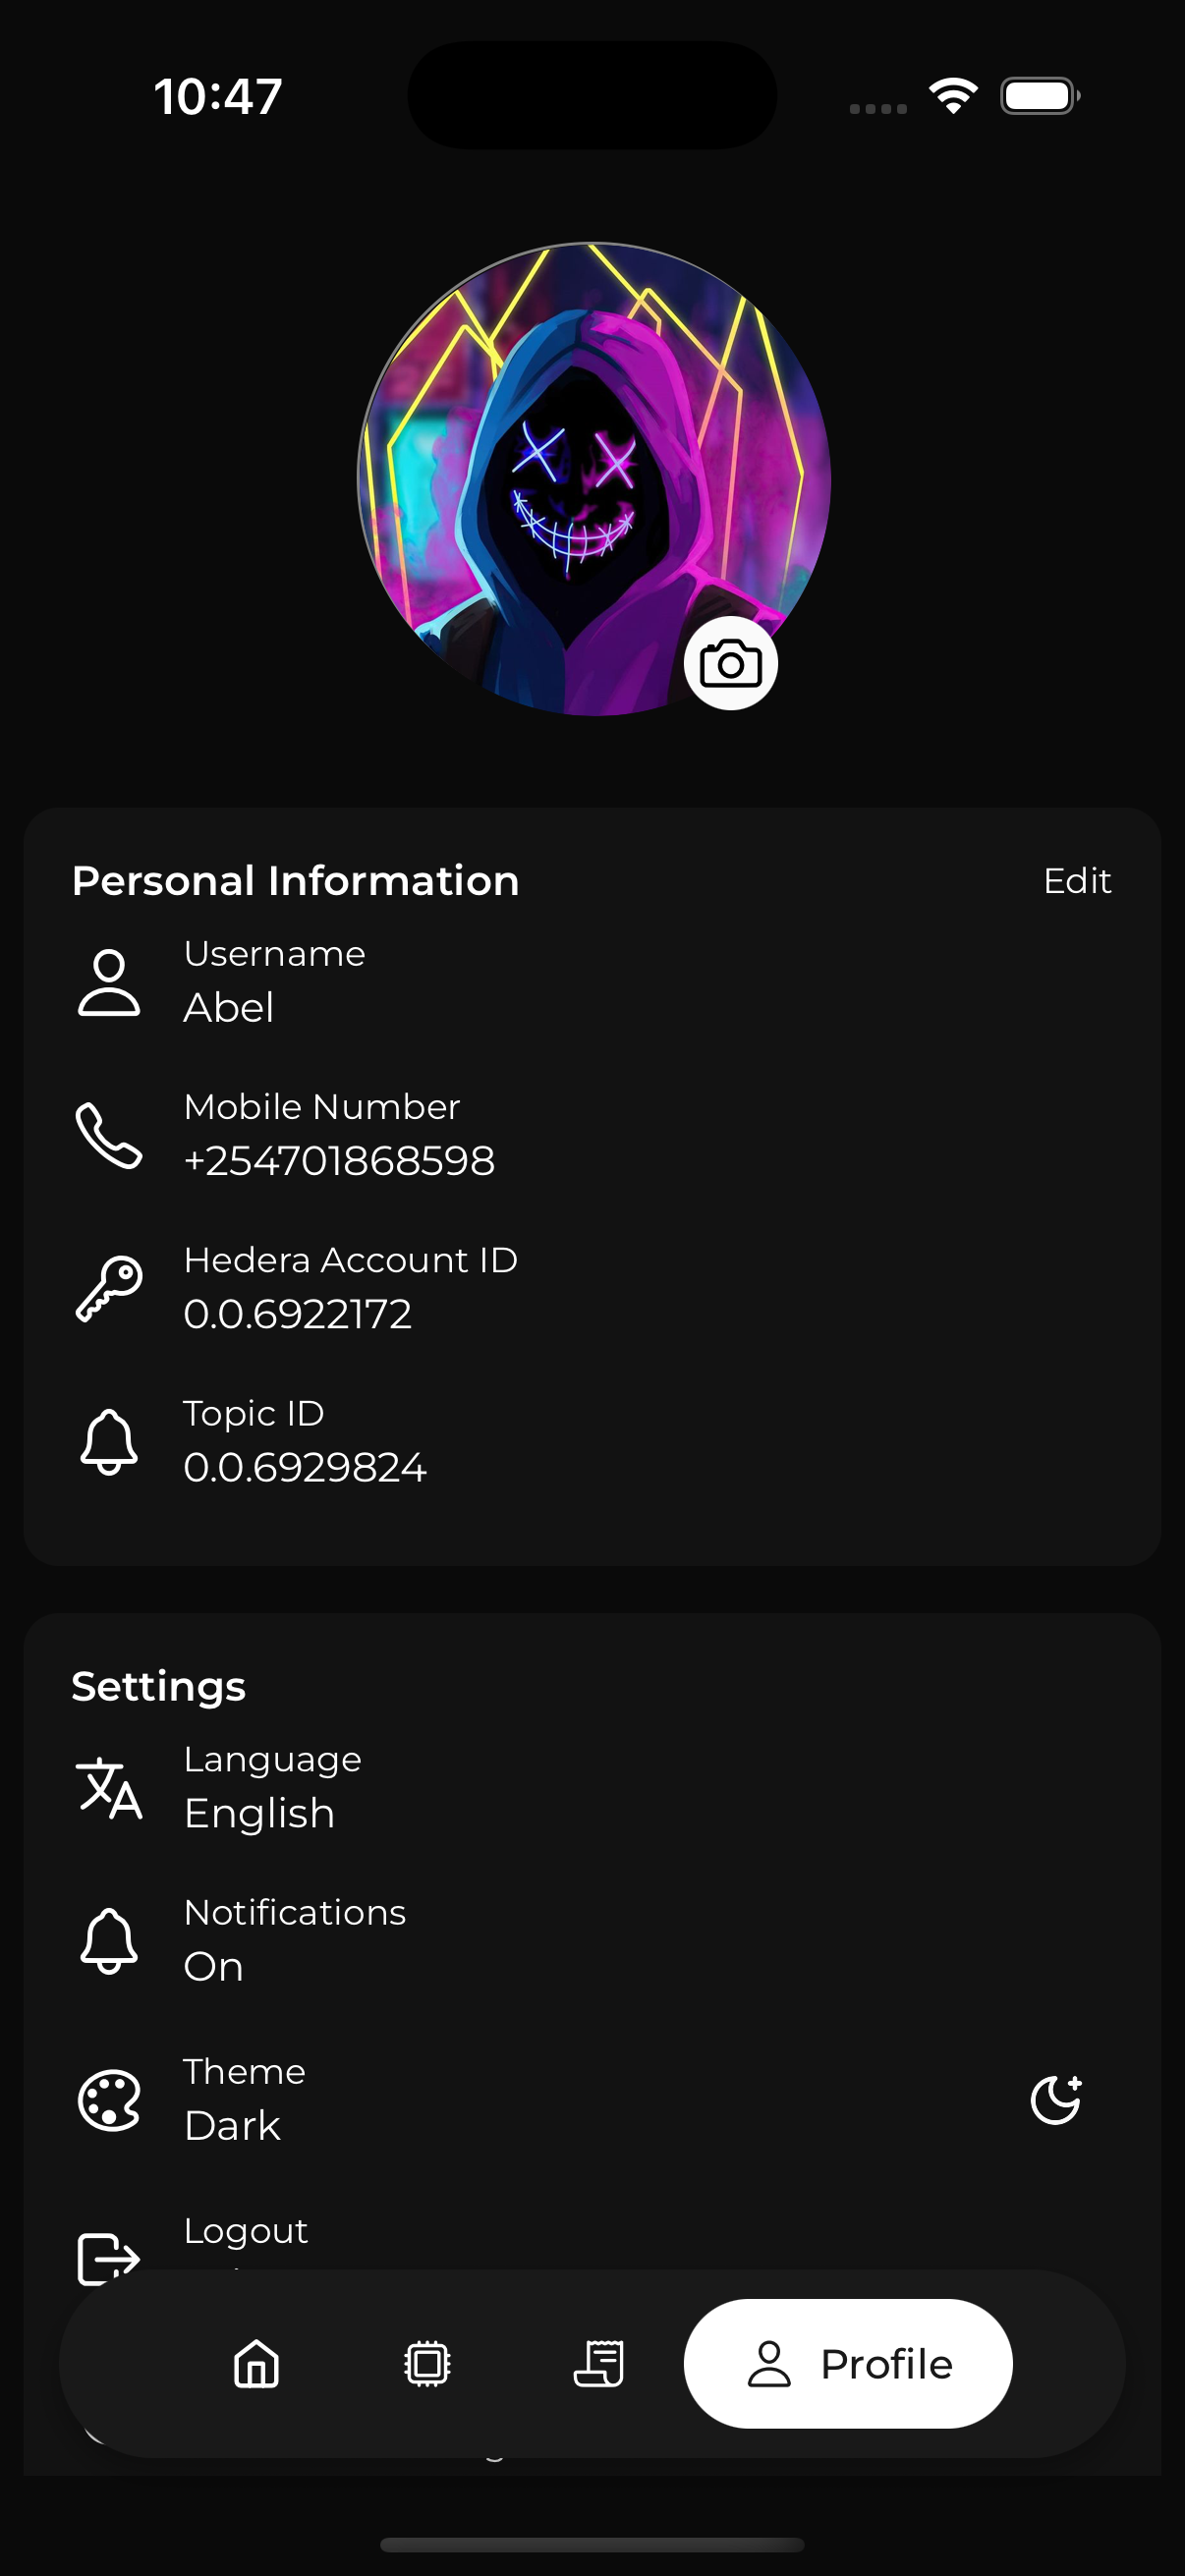 10:47
Personal Information
Edit
Username
Abel
Mobile Number
+254701868598
Hedera Account ID
0.0.6922172
Topic ID
0.0.6929824
Settings
Language
English
Notifications
On
Theme
Dark
Logout
Profile